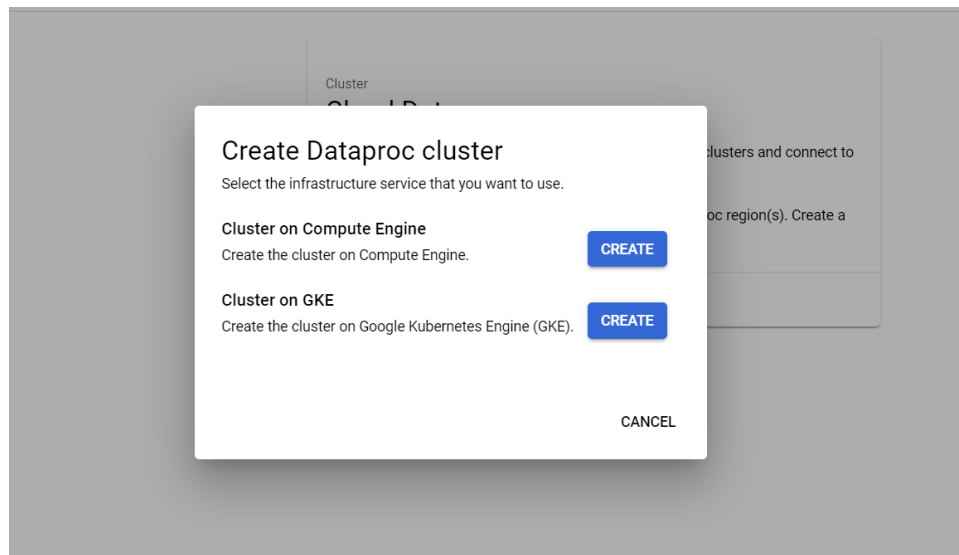 Cluster
Create Dataproc cluster
clusters and connect to
Select the infrastructure service that you want to use.
region(s). Create a
Cluster on Compute Engine
Create the cluster on Compute Engine.
CREATE
Cluster on GKE
Create the cluster on Google Kubernetes Engine (GKE).
CREATE
CANCEL